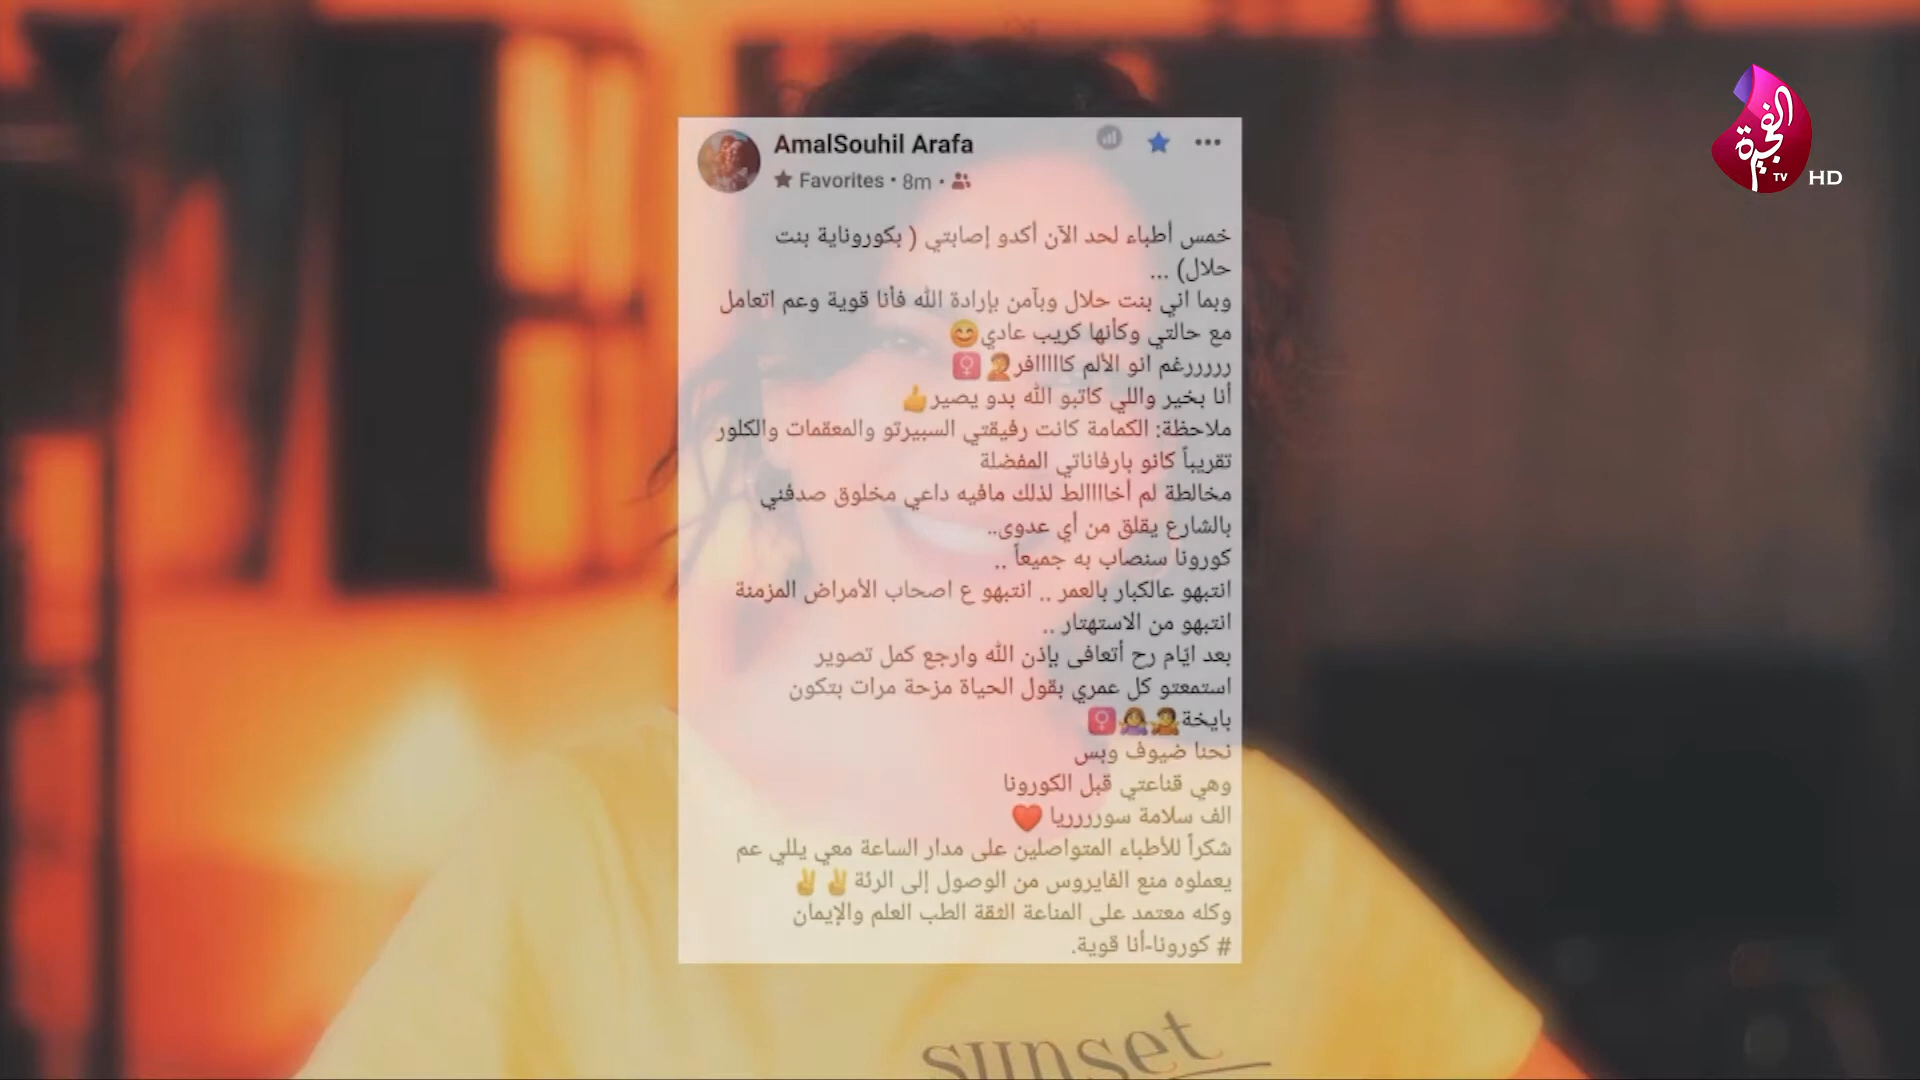 AmalSouhil Arafa
Favorites • 8m •
خمس أطباء لحد الآن أكدو إصابتي ( بكوروناية بنت
حلال) ...
وبما اني بنت حلال وبآمن بإرادة الله فأنا قوية وعم اتعامل
مع حالتي وكأنها كريب عادي😊
رررررغم انو الألم كااااافر🤦♀️
أنا بخير واللي كاتبو الله بدو يصير👍
ملاحظة: الكمامة كانت رفيقتي السبيرتو والمعقمات والكلور
تقريباً كانو بارفاناتي المفضلة
مخالطة لم أخاااالط لذلك مافيه داعي مخلوق صدفني
بالشارع يقلق من أي عدوى..
كورونا سنصاب به جميعاً ..
انتبهو عالكبار بالعمر .. انتبهو ع اصحاب الأمراض المزمنة
انتبهو من الاستهتار ..
بعد ايام رح أتعافى بإذن الله وارجع كمل تصوير
استمعتو كل عمري بقول الحياة مزحة مرات بتكون
بايخة🤷🤷‍♀️♀️
نحنا ضيوف وبس
وهي قناعتي قبل الكورونا
الف سلامة سوررررريا ❤️
شكراً للأطباء المتواصلين على مدار الساعة معي يللي عم
يعملوه منع الفايروس من الوصول إلى الرئة ✌️✌️
وكله معتمد على المناعة الثقة الطب العلم والإيمان
# كورونا-أنا قوية.
الفجيرة
TV HD
sunset